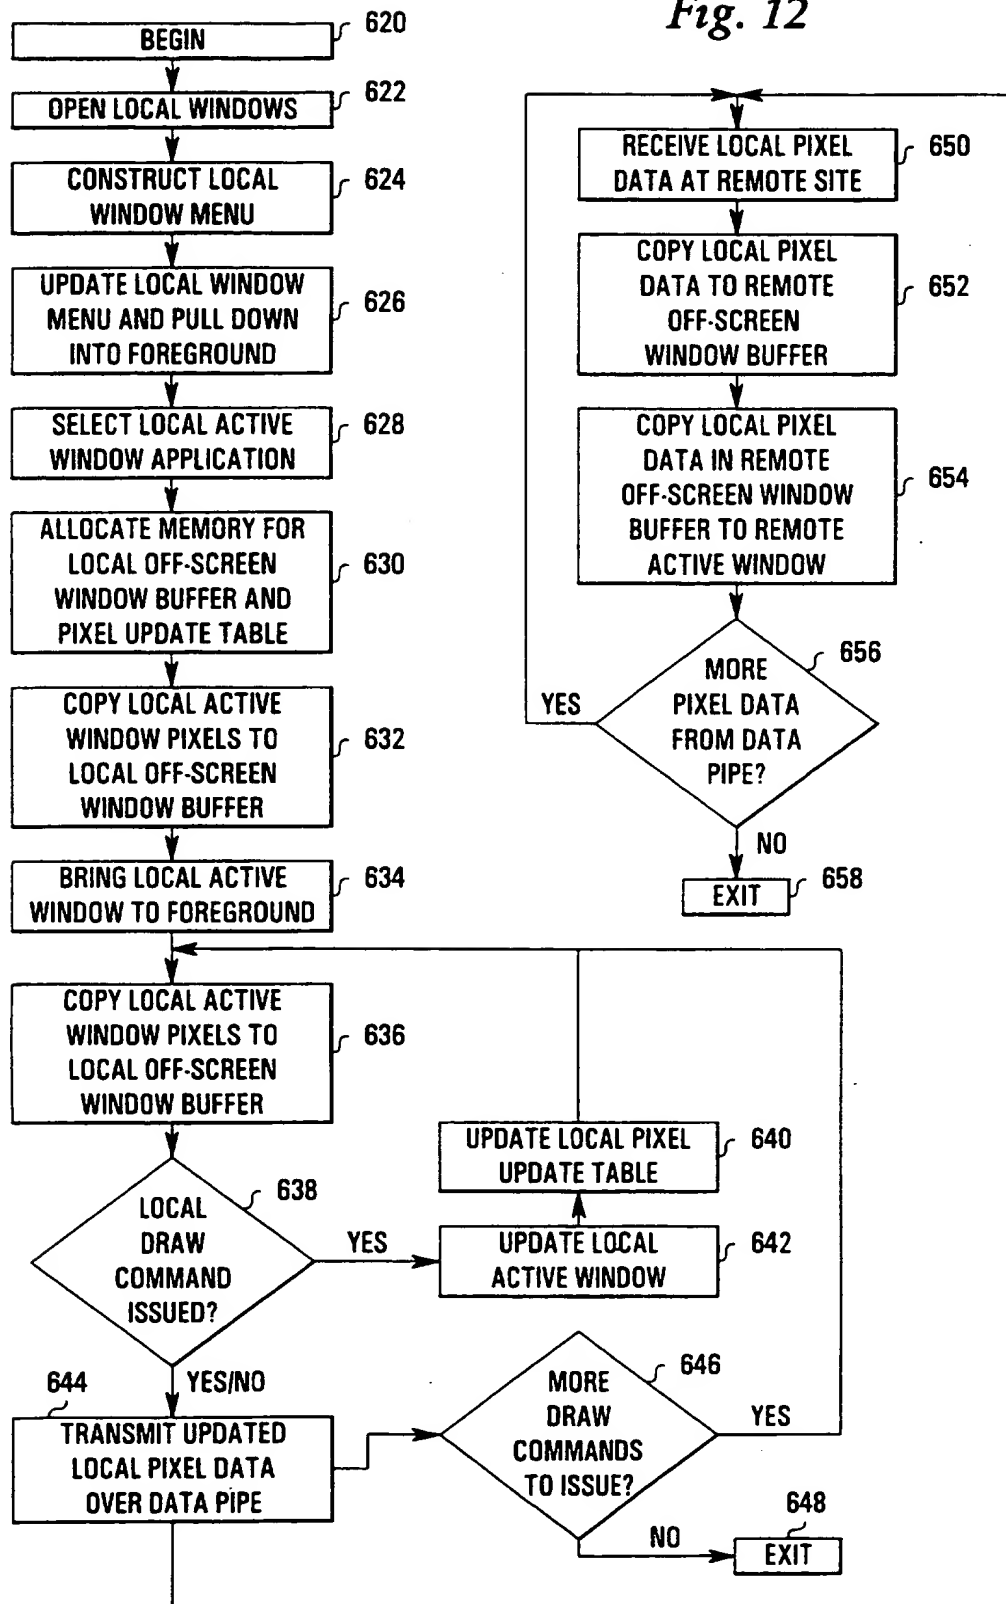 Fig. 12
BEGIN
620
OPEN LOCAL WINDOWS
622
CONSTRUCT LOCAL
WINDOW MENU
624
UPDATE LOCAL WINDOW
MENU AND PULL DOWN
INTO FOREGROUND
626
SELECT LOCAL ACTIVE
WINDOW APPLICATION
628
ALLOCATE MEMORY FOR
LOCAL OFF-SCREEN
WINDOW BUFFER AND
PIXEL UPDATE TABLE
630
COPY LOCAL ACTIVE
WINDOW PIXELS TO
LOCAL OFF-SCREEN
WINDOW BUFFER
632
BRING LOCAL ACTIVE
WINDOW TO FOREGROUND
634
COPY LOCAL ACTIVE
WINDOW PIXELS TO
LOCAL OFF-SCREEN
WINDOW BUFFER
636
LOCAL
DRAW
COMMAND
ISSUED?
638
YES
UPDATE LOCAL PIXEL
UPDATE TABLE
640
UPDATE LOCAL
ACTIVE WINDOW
642
YES/NO
644
TRANSMIT UPDATED
LOCAL PIXEL DATA
OVER DATA PIPE
MORE
DRAW
COMMANDS
TO ISSUE?
646
YES
NO
648
EXIT
RECEIVE LOCAL PIXEL
DATA AT REMOTE SITE
650
COPY LOCAL PIXEL
DATA TO REMOTE
OFF-SCREEN
WINDOW BUFFER
652
COPY LOCAL PIXEL
DATA IN REMOTE
OFF-SCREEN WINDOW
BUFFER TO REMOTE
ACTIVE WINDOW
654
MORE
PIXEL DATA
FROM DATA
PIPE?
656
YES
NO
EXIT
658